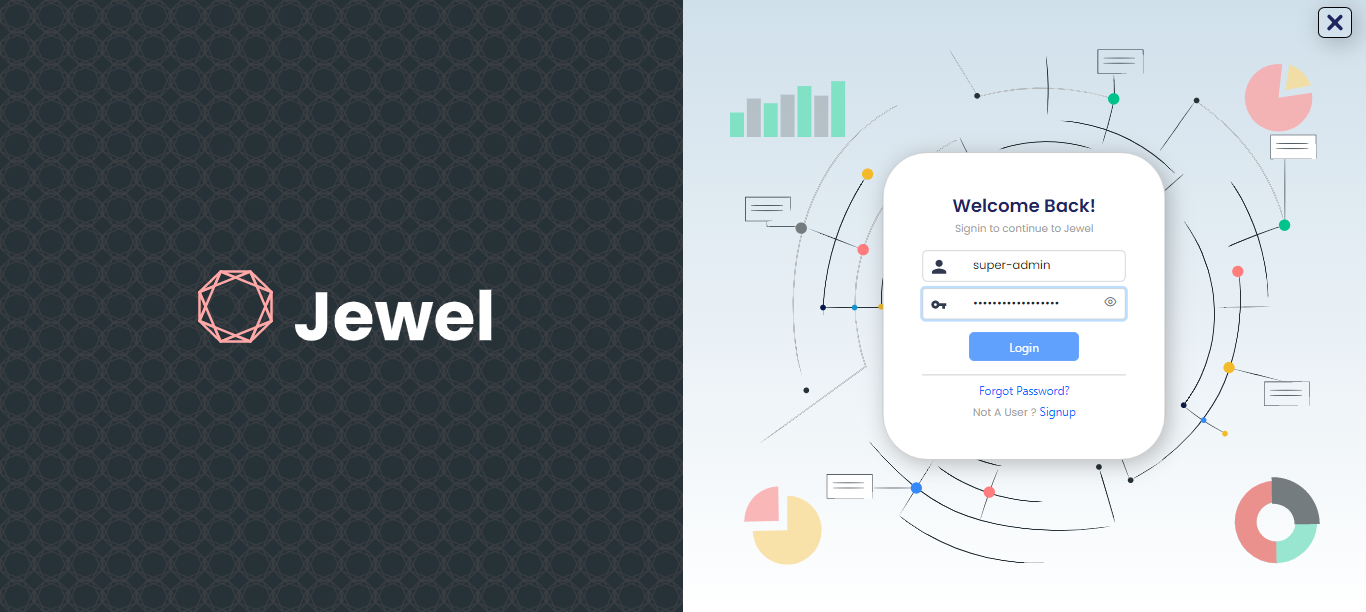 Jewel
Welcome Back!
Signin to continue to Jewel
super-admin
•••••••••••••••••
Login
Forgot Password?
Not A User ? Signup